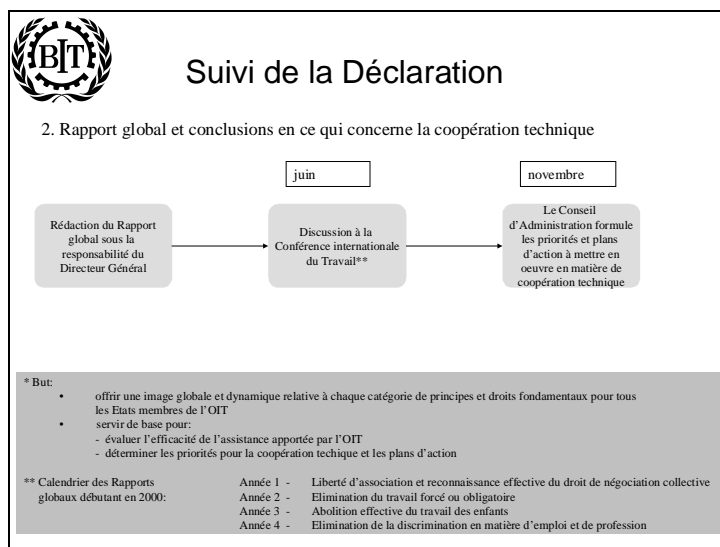 BIT
Suivi de la Déclaration
2. Rapport global et conclusions en ce qui concerne la coopération technique
juin
novembre
Rédaction du Rapport
global sous la
responsabilité du
Directeur Général
Discussion à la
Conférence internationale
du Travail**
Le Conseil
d’Administration formule
les priorités et plans
d’action à mettre en
oeuvre en matière de
coopération technique
* But:
• offrir une image globale et dynamique relative à chaque catégorie de principes et droits fondamentaux pour tous
les Etats membres de l’OIT
• servir de base pour:
- évaluer l’efficacité de l’assistance apportée par l’OIT
- déterminer les priorités pour la coopération techique et les plans d’action
** Calendrier des Rapports Année 1 - Liberté d’association et reconnaissance effective du droit de négociation collective
globaux débutant en 2000: Année 2 - Elimination du travail forcé ou obligatoire
Année 3 - Abolition effective du travail des enfants
Année 4 - Elimination de la discrimination en matière d’emploi et de profession